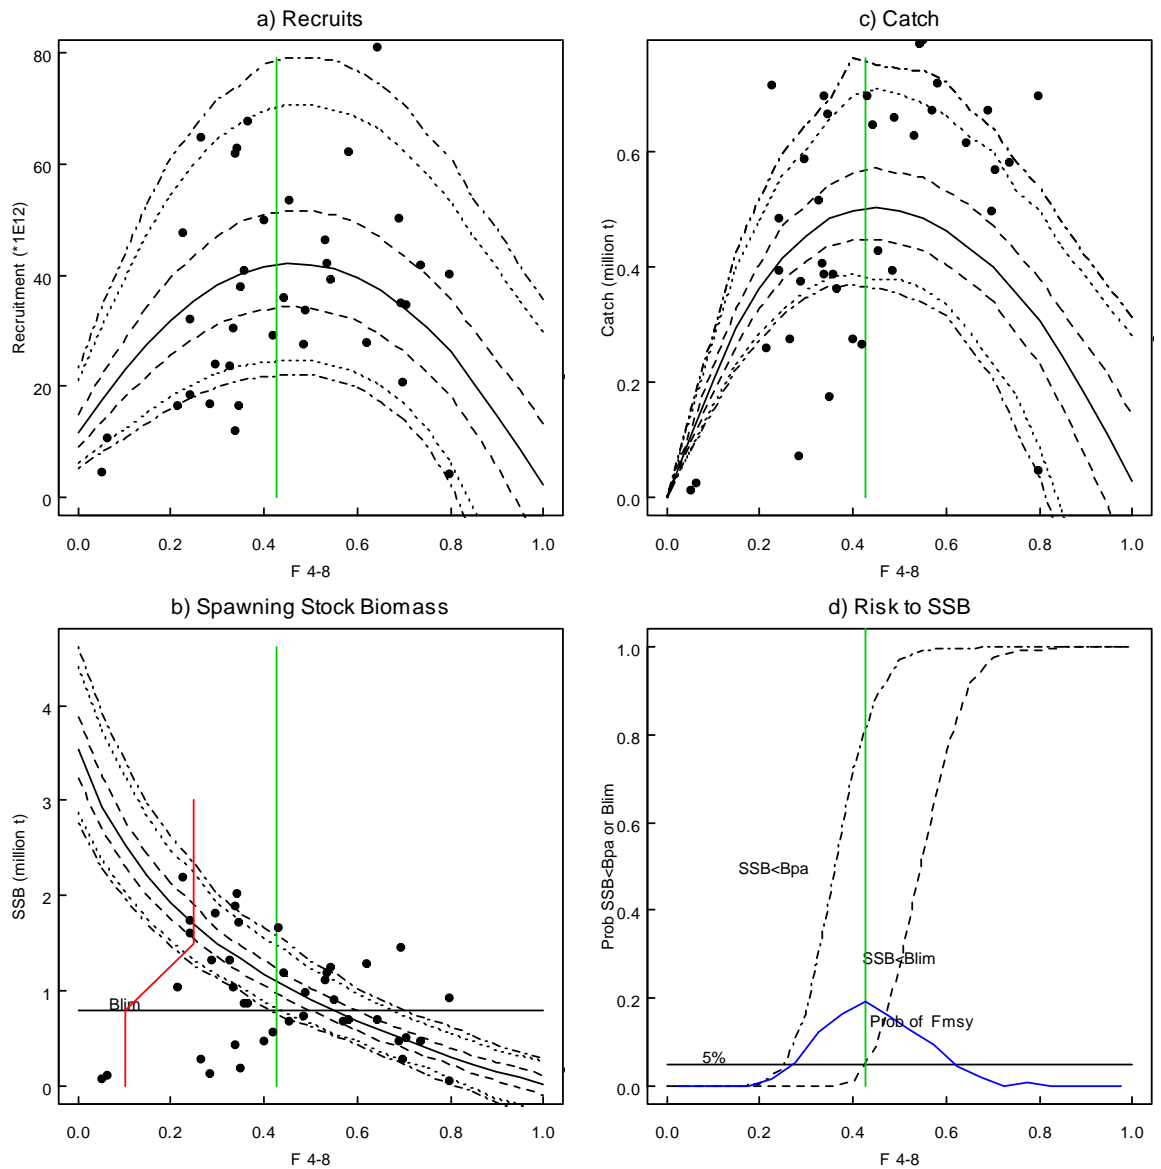 a) Recruits
Recruitment (*1E12)
80
60
40
20
0
0.0 0.2 0.4 0.6 0.8 1.0
F 4-8
c) Catch
Catch (million t)
0.6
0.4
0.2
0.0
0.0 0.2 0.4 0.6 0.8 1.0
F 4-8
b) Spawning Stock Biomass
SSB (million t)
4
3
2
1
0
Blim
0.0 0.2 0.4 0.6 0.8 1.0
F 4-8
d) Risk to SSB
Prob SSB<Bpa or Blim
1.0
0.8
0.6
0.4
0.2
0.0
SSB<Bpa
SSB<Blim
Prob of Fmsy
5%
0.0 0.2 0.4 0.6 0.8 1.0
F 4-8